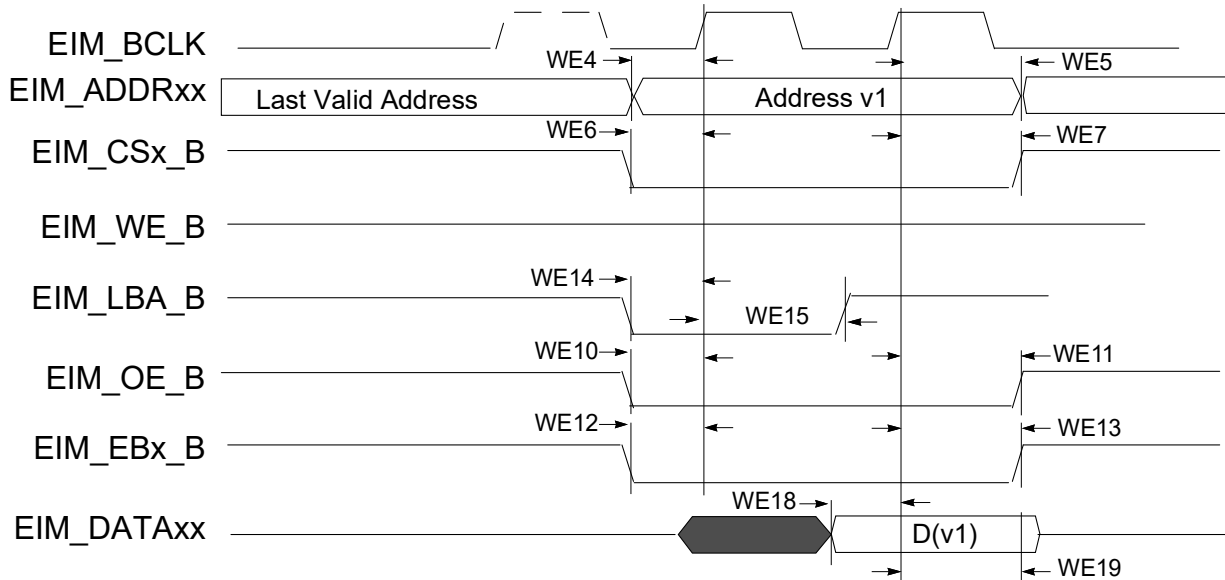 EIM_BCLK
WE4
WE5
EIM_ADDRxx
Last Valid Address
Address v1
WE6
WE7
EIM_CSx_B
EIM_WE_B
WE14
EIM_LBA_B
WE15
WE10
WE11
EIM_OE_B
WE12
WE13
EIM_EBx_B
WE18
EIM_DATAxx
D(v1)
WE19